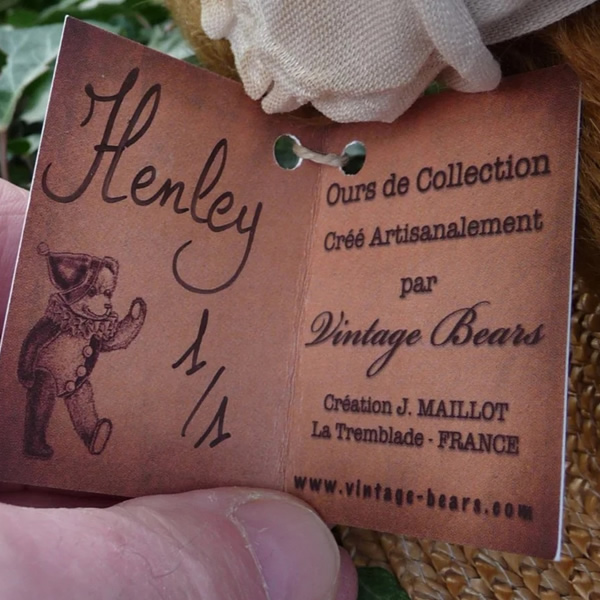 Henley
1/1
Ours de Collection
Créé Artisanalement
par
Vintage Bears
Création J. MAILLOT
La Tremblade - FRANCE
www.vintage-bears.com